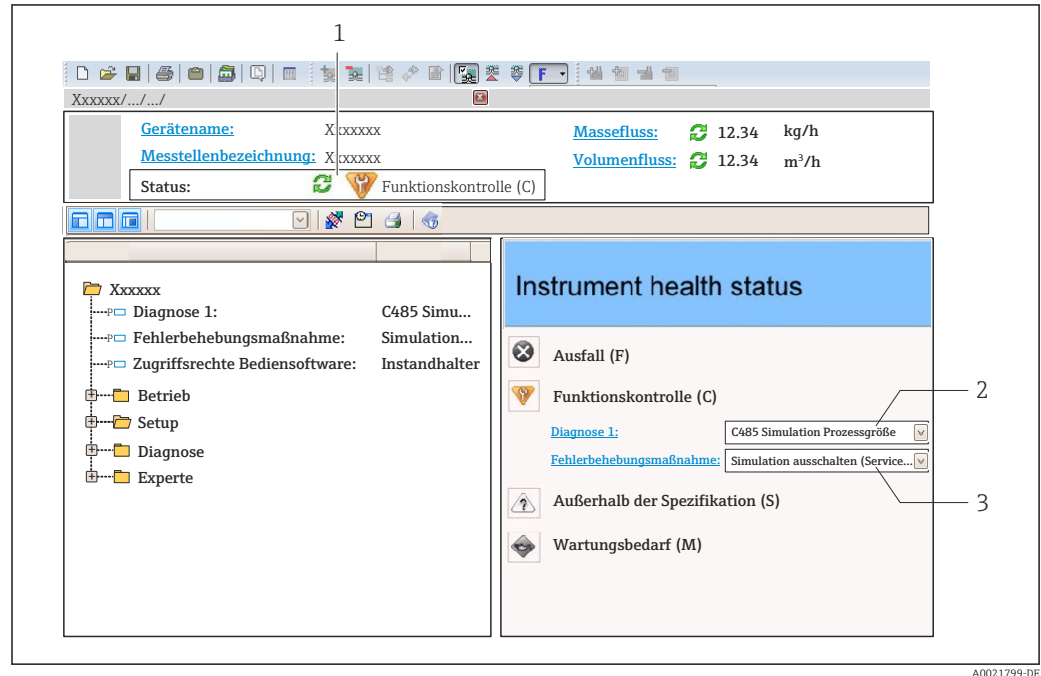 1
F
Xxxxxx/.../.../
Gerätename: Xxxxxxx
Massefluss: 12.34 kg/h
Messtellenbezeichnung: Xxxxxxx
Volumenfluss: 12.34 m³/h
Status: Funktionskontrolle (C)
Xxxxxx
P Diagnose 1: C485 Simu...
P Fehlerbehebungsmaßnahme: Simulation...
P Zugriffsrechte Bediensoftware: Instandhalter
Betrieb
Setup
Diagnose
Experte
Instrument health status
Ausfall (F)
Funktionskontrolle (C)
2
Diagnose 1: C485 Simulation Prozessgröße
Fehlerbehebungsmaßnahme: Simulation ausschalten (Service...
3
Außerhalb der Spezifikation (S)
Wartungsbedarf (M)
A0021799-DE